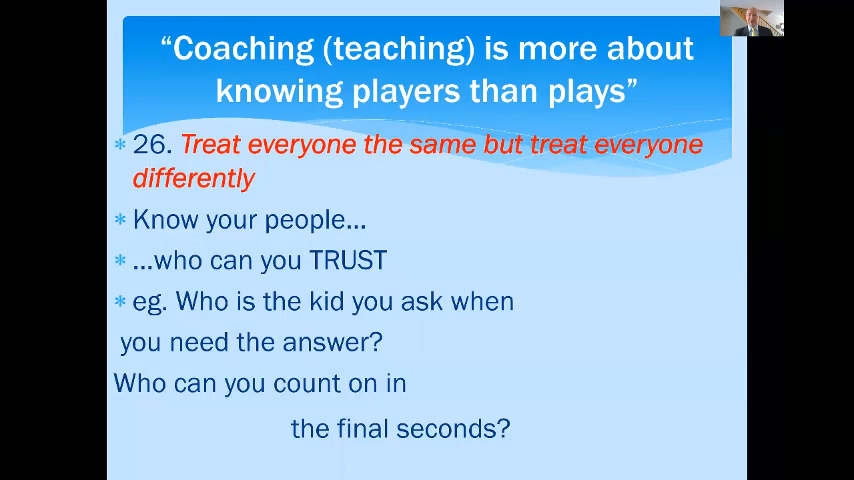 “Coaching (teaching) is more about
knowing players than plays”
* 26. Treat everyone the same but treat everyone
differently
* Know your people...
* ...who can you TRUST
* eg. Who is the kid you ask when
you need the answer?
Who can you count on in
the final seconds?